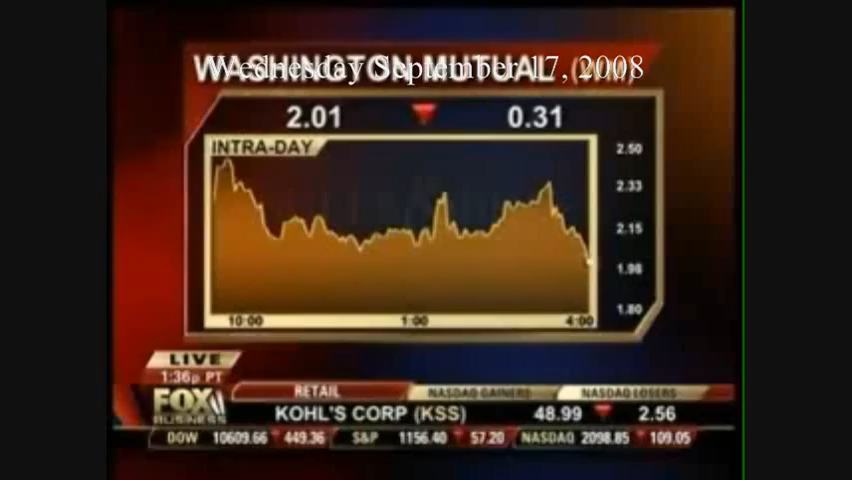 WASHINGTON MUTUAL (WM)
Wednesday September 17, 2008
2.01 0.31
INTRA-DAY
2.50
2.33
2.15
1.98
1.80
10:00 1:00 4:00
LIVE
1:36p PT
RETAIL NASDAQ GAINERS NASDAQ LOSERS
FOX
BUSINESS
KOHL'S CORP (KSS) 48.99 2.56
DOW 10609.66 449.36 S&P 1156.40 57.20 NASDAQ 2098.85 109.05